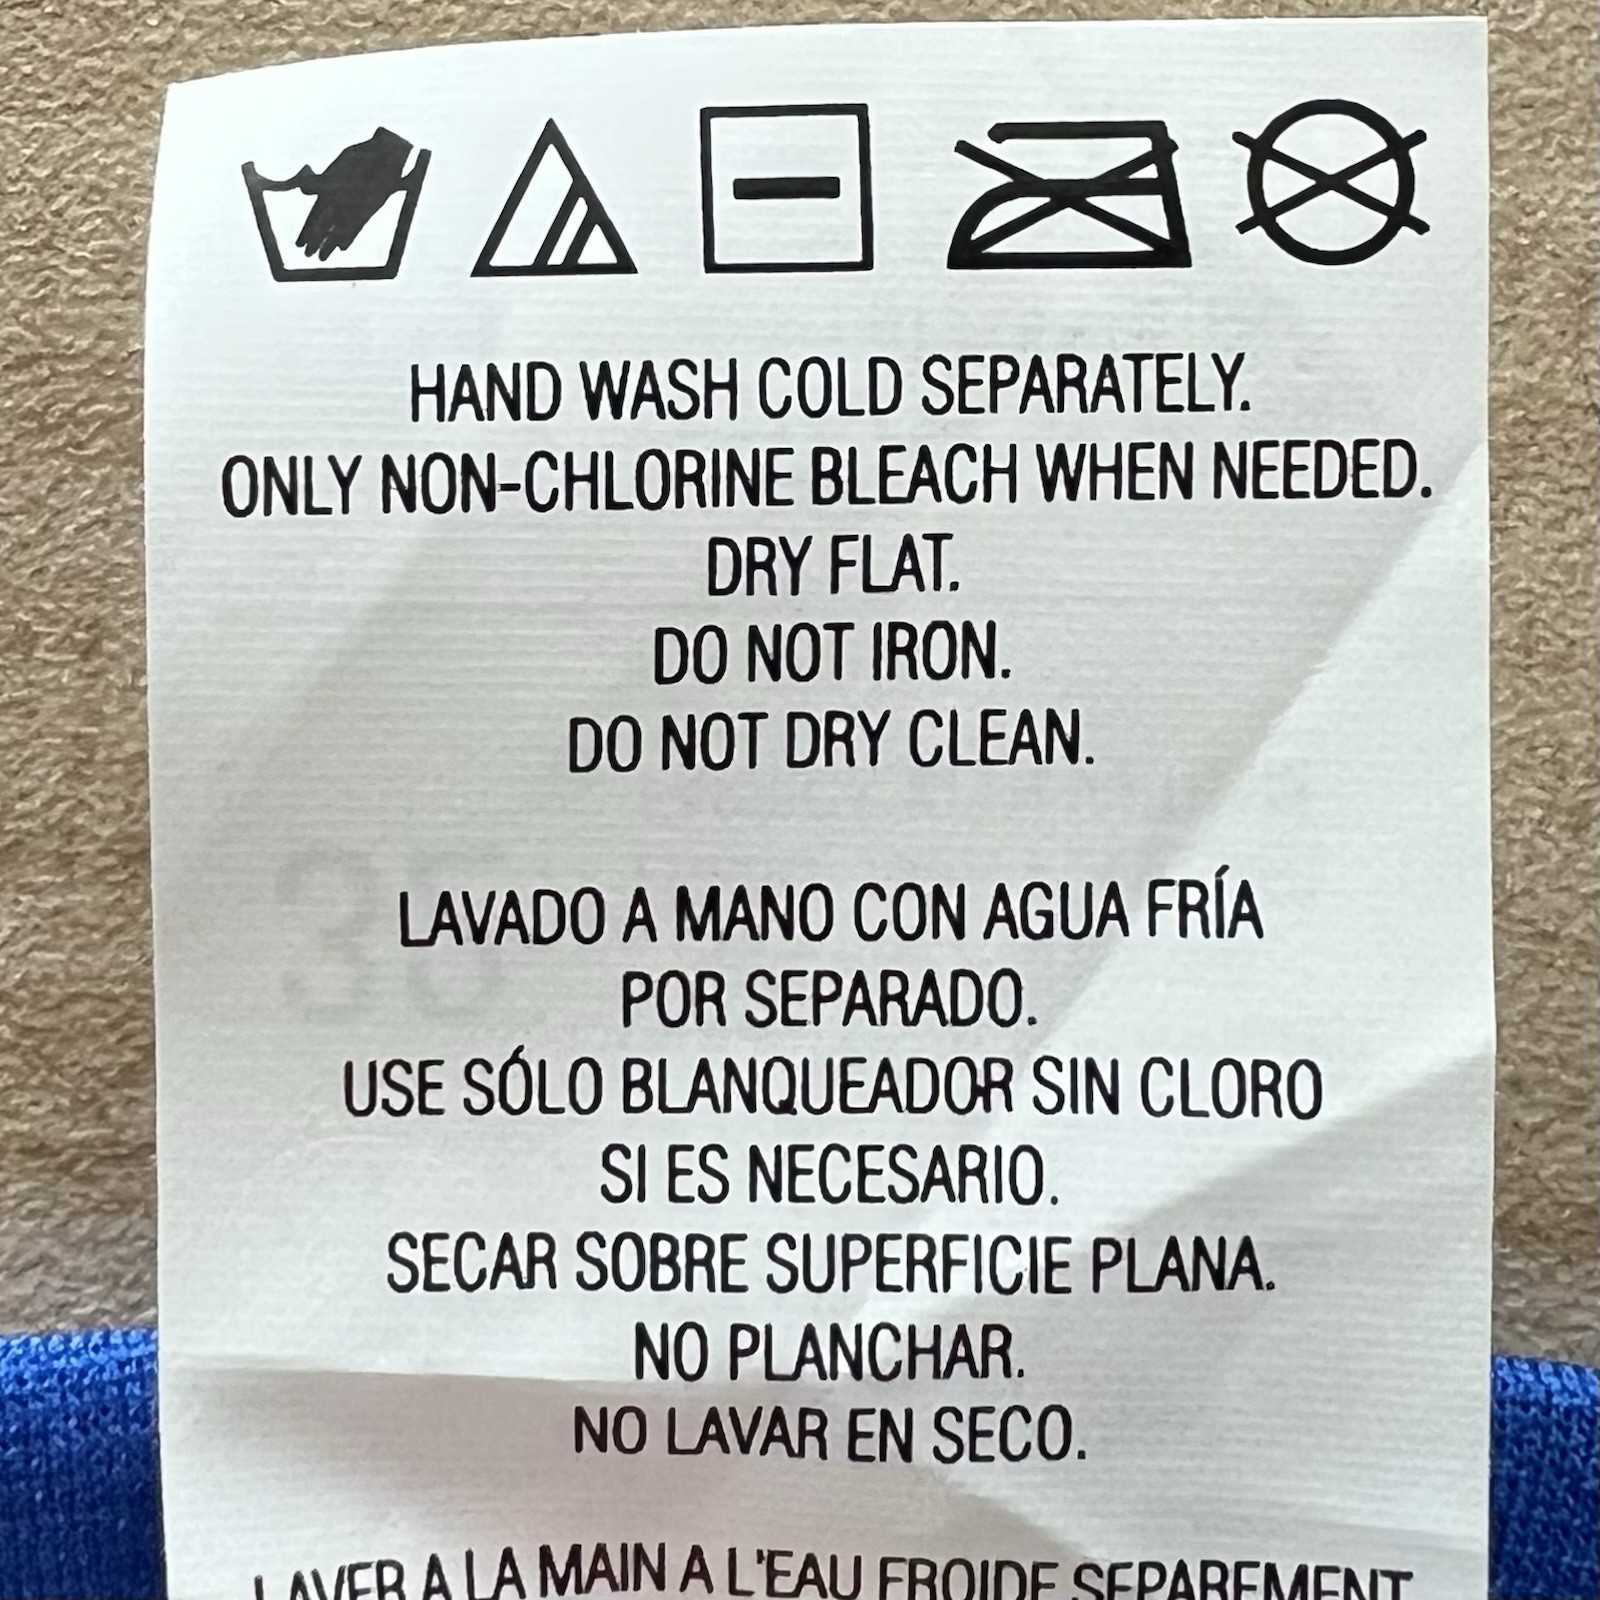 HAND WASH COLD SEPARATELY.
ONLY NON-CHLORINE BLEACH WHEN NEEDED.
DRY FLAT.
DO NOT IRON.
DO NOT DRY CLEAN.
LAVADO A MANO CON AGUA FRÍA
POR SEPARADO.
USE SÓLO BLANQUEADOR SIN CLORO
SI ES NECESARIO.
SECAR SOBRE SUPERFICIE PLANA.
NO PLANCHAR.
NO LAVAR EN SECO.
LAVER A LA MAIN A L'EAU FROIDE SEPAREMENT